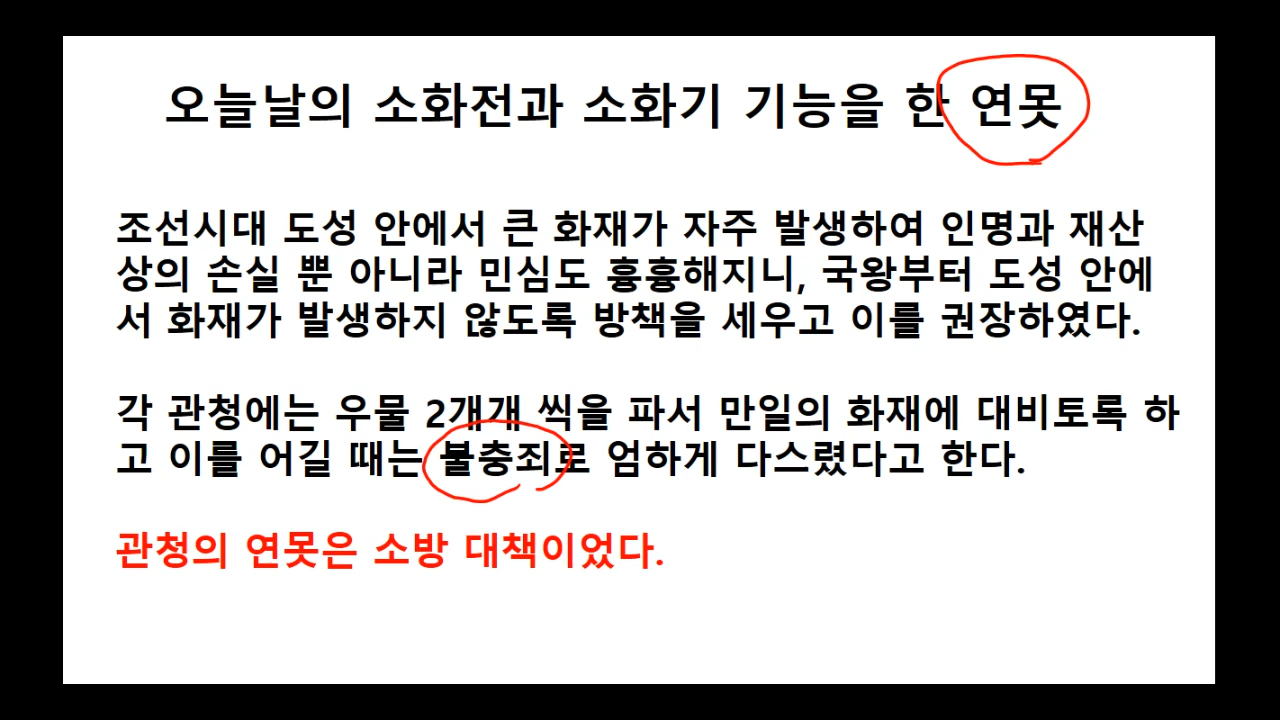 오늘날의 소화전과 소화기 기능을 한 연못
조선시대 도성 안에서 큰 화재가 자주 발생하여 인명과 재산
상의 손실 뿐 아니라 민심도 흉흉해지니, 국왕부터 도성 안에
서 화재가 발생하지 않도록 방책을 세우고 이를 권장하였다.
각 관청에는 우물 2개개 씩을 파서 만일의 화재에 대비토록 하
고 이를 어길 때는 불충죄로 엄하게 다스렸다고 한다.
관청의 연못은 소방 대책이었다.